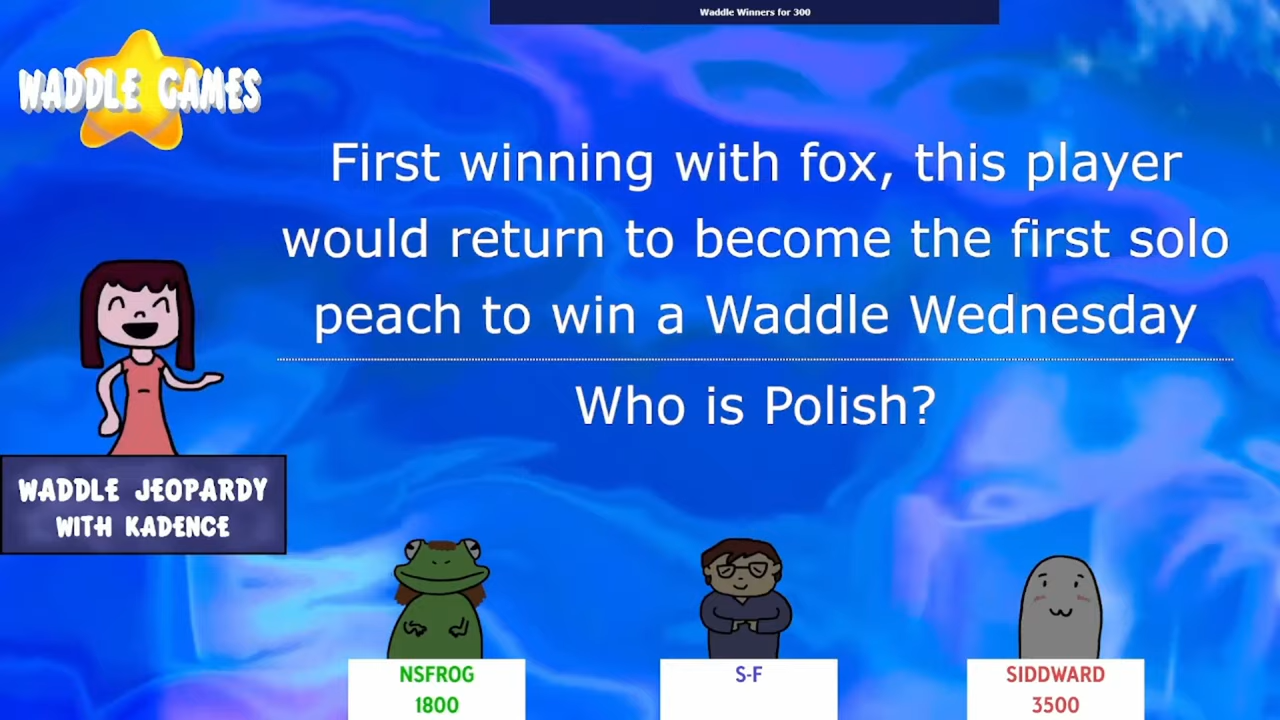 Waddle Winners for 300
WADDLE GAMES
First winning with fox, this player
would return to become the first solo
peach to win a Waddle Wednesday
Who is Polish?
WADDLE JEOPARDY
WITH KADENCE
NSFROG
1800
S-F
SIDDWARD
3500